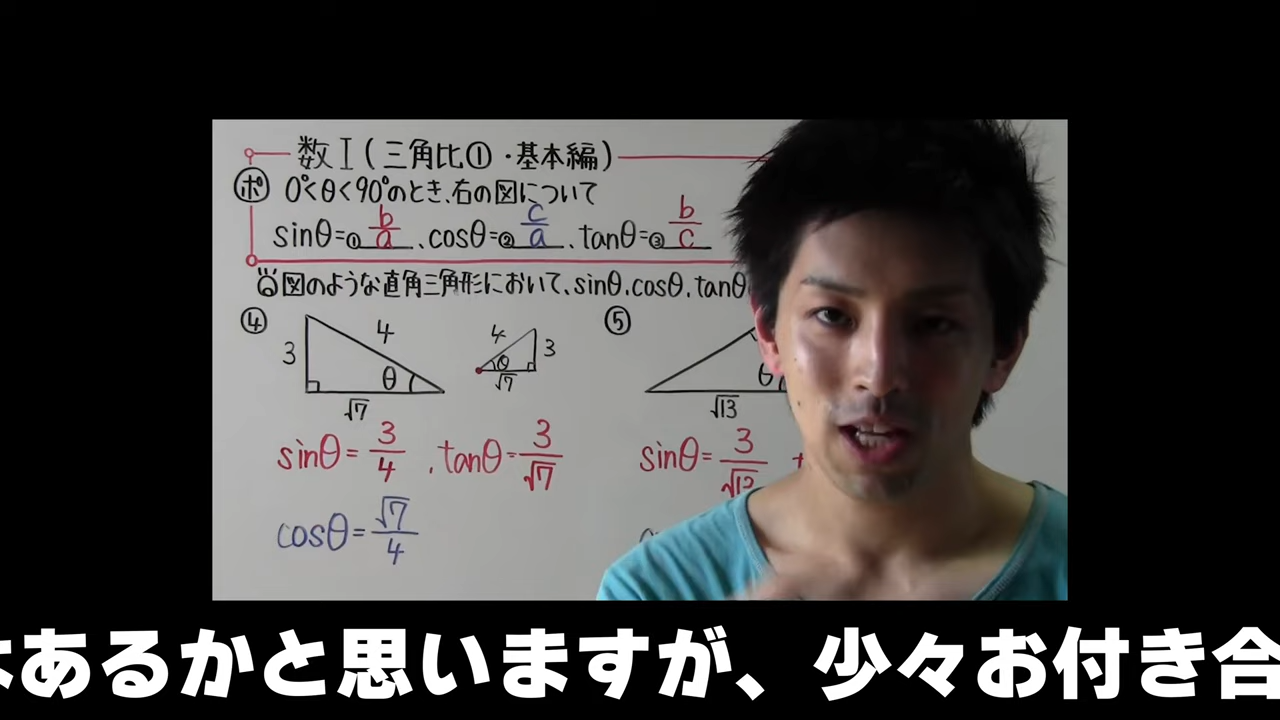 数I(三角比①・基本編)
ポ 0°<θ<90°のとき、右の図について
sinθ=① b/a 、cosθ=② c/a 、tanθ=③ b/c
図のような直角三角形において、sinθ、cosθ、tanθ
④ 3 4 θ √7
4 3 θ √7
⑤ θ √13
sinθ= 3/4 、tanθ= 3/√7
cosθ= √7/4
sinθ= 3/√13
あるかと思いますが、少々お付き合